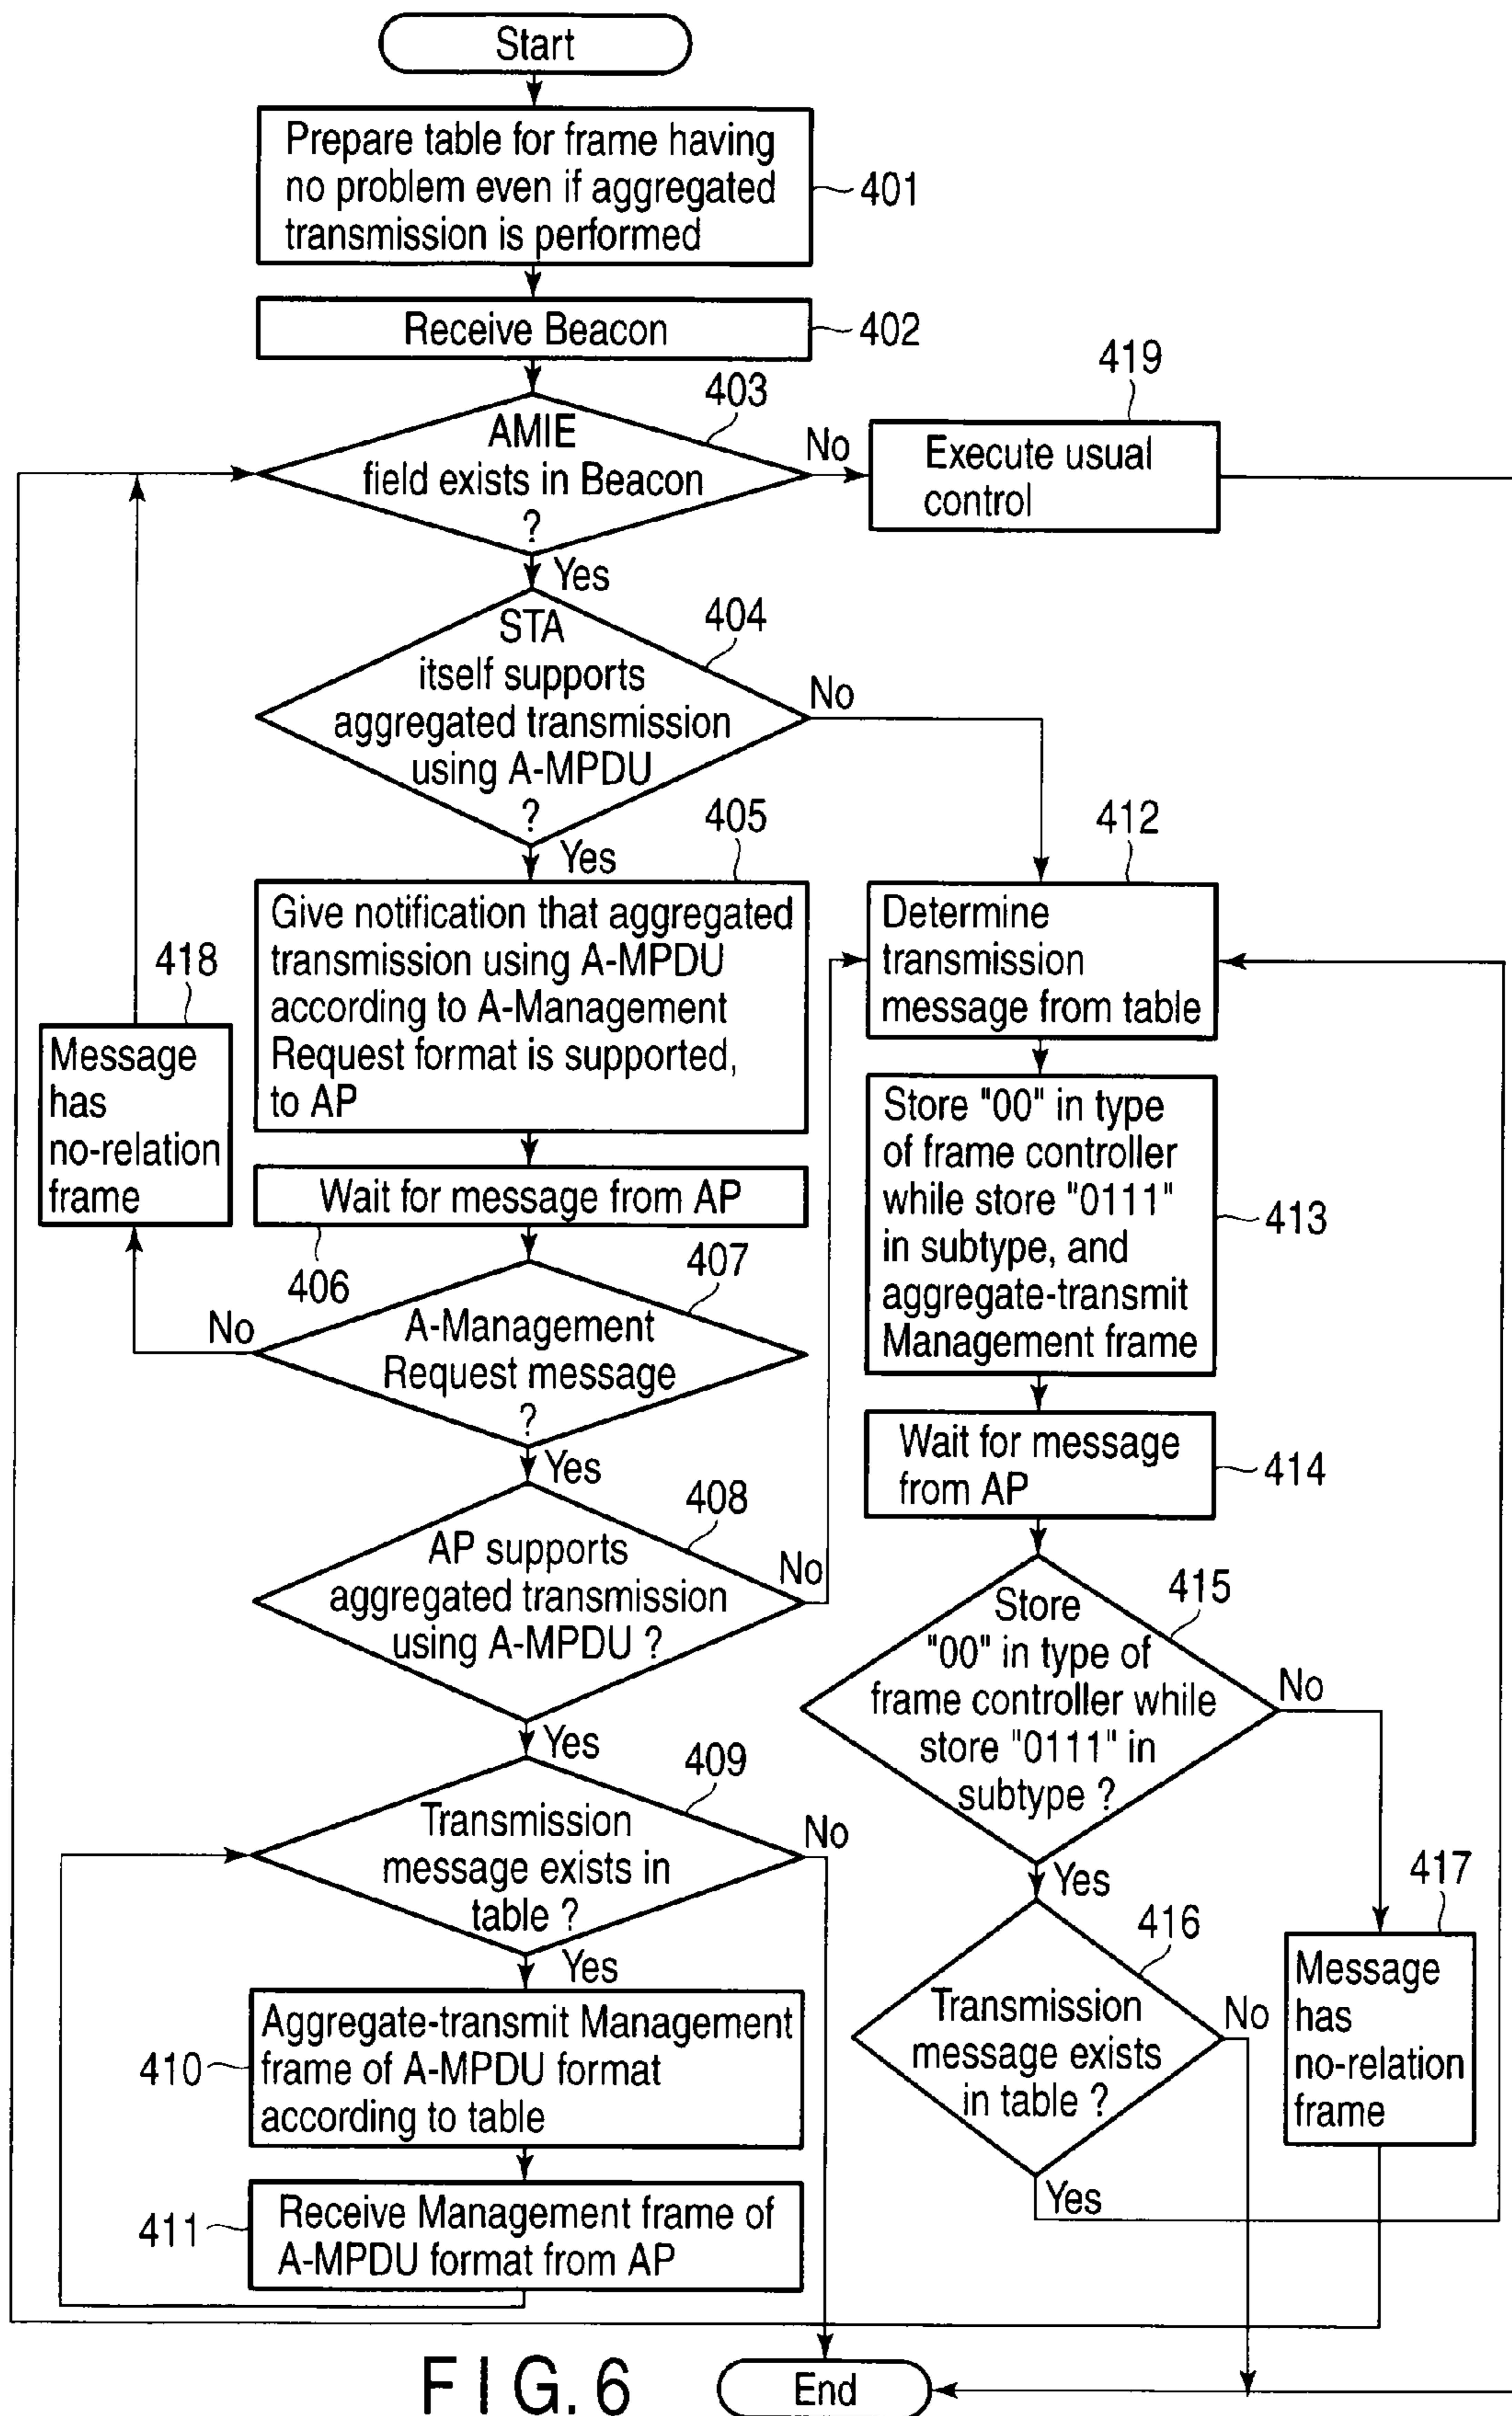 Start
Prepare table for frame having
no problem even if aggregated
transmission is performed
401
Receive Beacon
402
403
AMIE
field exists in Beacon
?
No
419
Execute usual
control
Yes
404
STA
itself supports
aggregated transmission
using A-MPDU
?
No
Yes
405
Give notification that aggregated
transmission using A-MPDU
according to A-Management
Request format is supported,
to AP
412
Determine
transmission
message from table
418
Message
has
no-relation
frame
Wait for message from AP
406
407
A-Management
Request message
?
No
Yes
Store "00" in type
of frame controller
while store "0111"
in subtype, and
aggregate-transmit
Management frame
413
Wait for message
from AP
414
408
AP supports
aggregated transmission
using A-MPDU ?
No
Yes
415
Store
"00" in type of
frame controller while
store "0111" in
subtype ?
No
Yes
409
Transmission
message exists in
table ?
No
Yes
416
Transmission
message exists
in table ?
No
Yes
417
Message
has
no-relation
frame
410
Aggregate-transmit Management
frame of A-MPDU format
according to table
411
Receive Management frame of
A-MPDU format from AP
FIG. 6
End